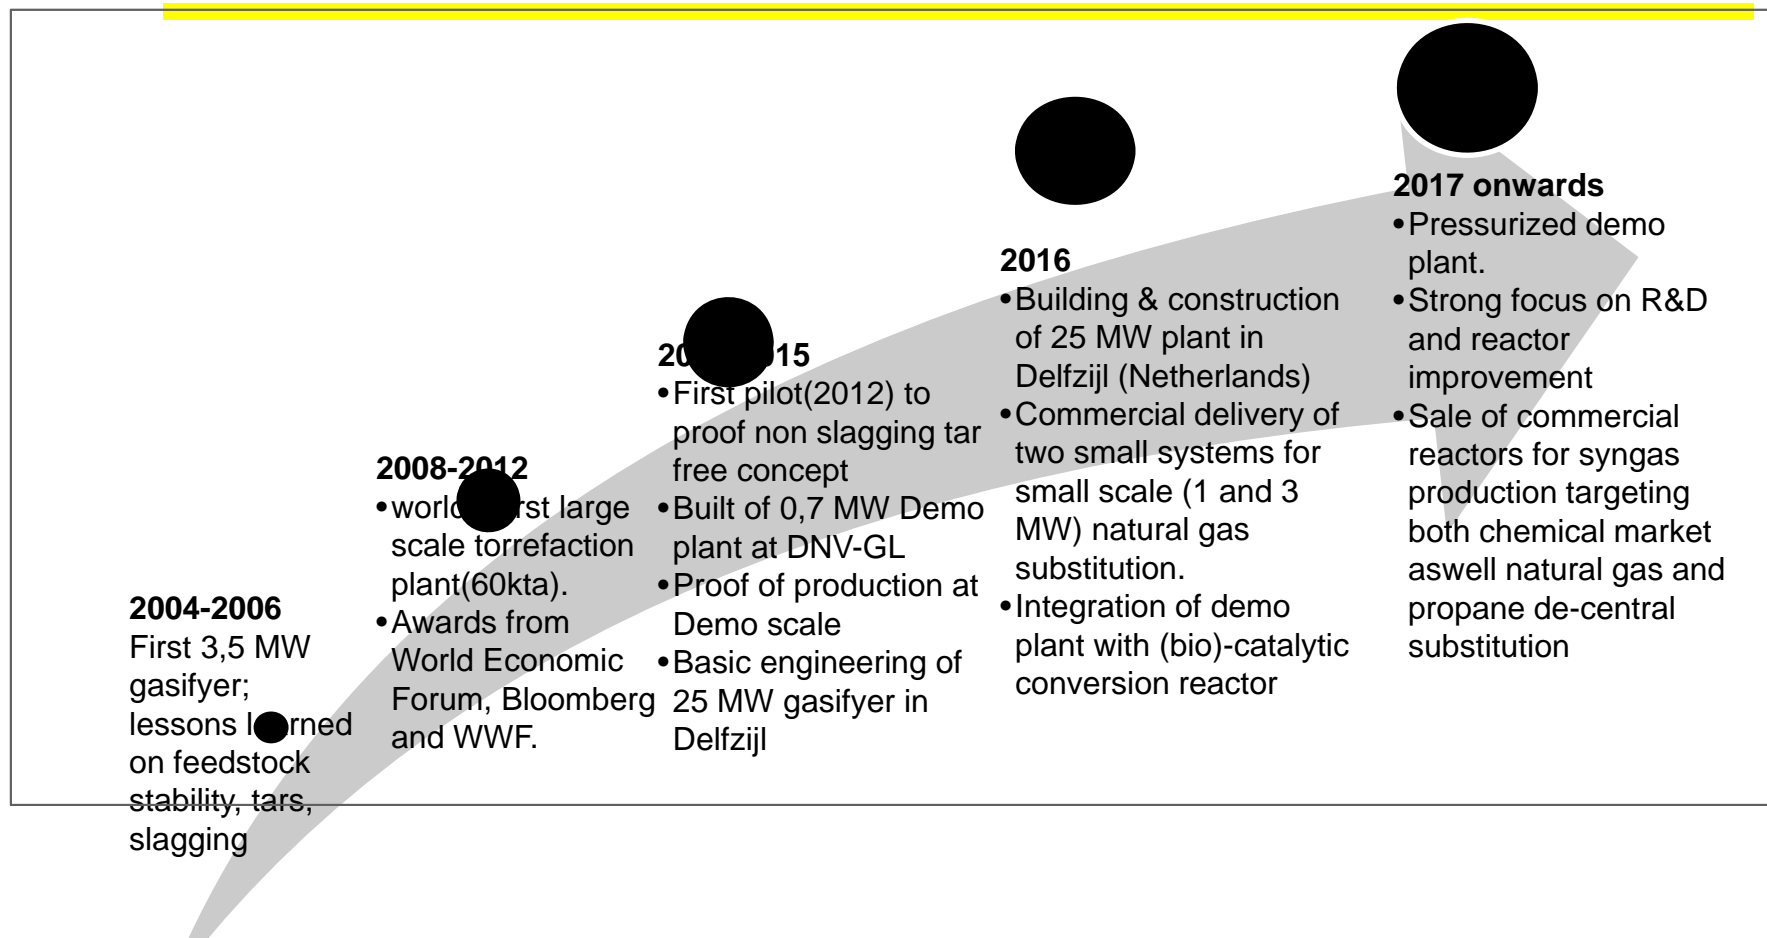 2004-2006
First 3,5 MW
gasifyer;
lessons learned
on feedstock
stability, tars,
slagging
2008-2012
•world first large
scale torrefaction
plant(60kta).
•Awards from
World Economic
Forum, Bloomberg
and WWF.
15
•First pilot(2012) to
proof non slagging tar
free concept
•Built of 0,7 MW Demo
plant at DNV-GL
•Proof of production at
Demo scale
•Basic engineering of
25 MW gasifyer in
Delfzijl
2016
•Building & construction
of 25 MW plant in
Delfzijl (Netherlands)
•Commercial delivery of
two small systems for
small scale (1 and 3
MW) natural gas
substitution.
•Integration of demo
plant with (bio)-catalytic
conversion reactor
2017 onwards
•Pressurized demo
plant.
•Strong focus on R&D
and reactor
improvement
•Sale of commercial
reactors for syngas
production targeting
both chemical market
aswell natural gas and
propane de-central
substitution